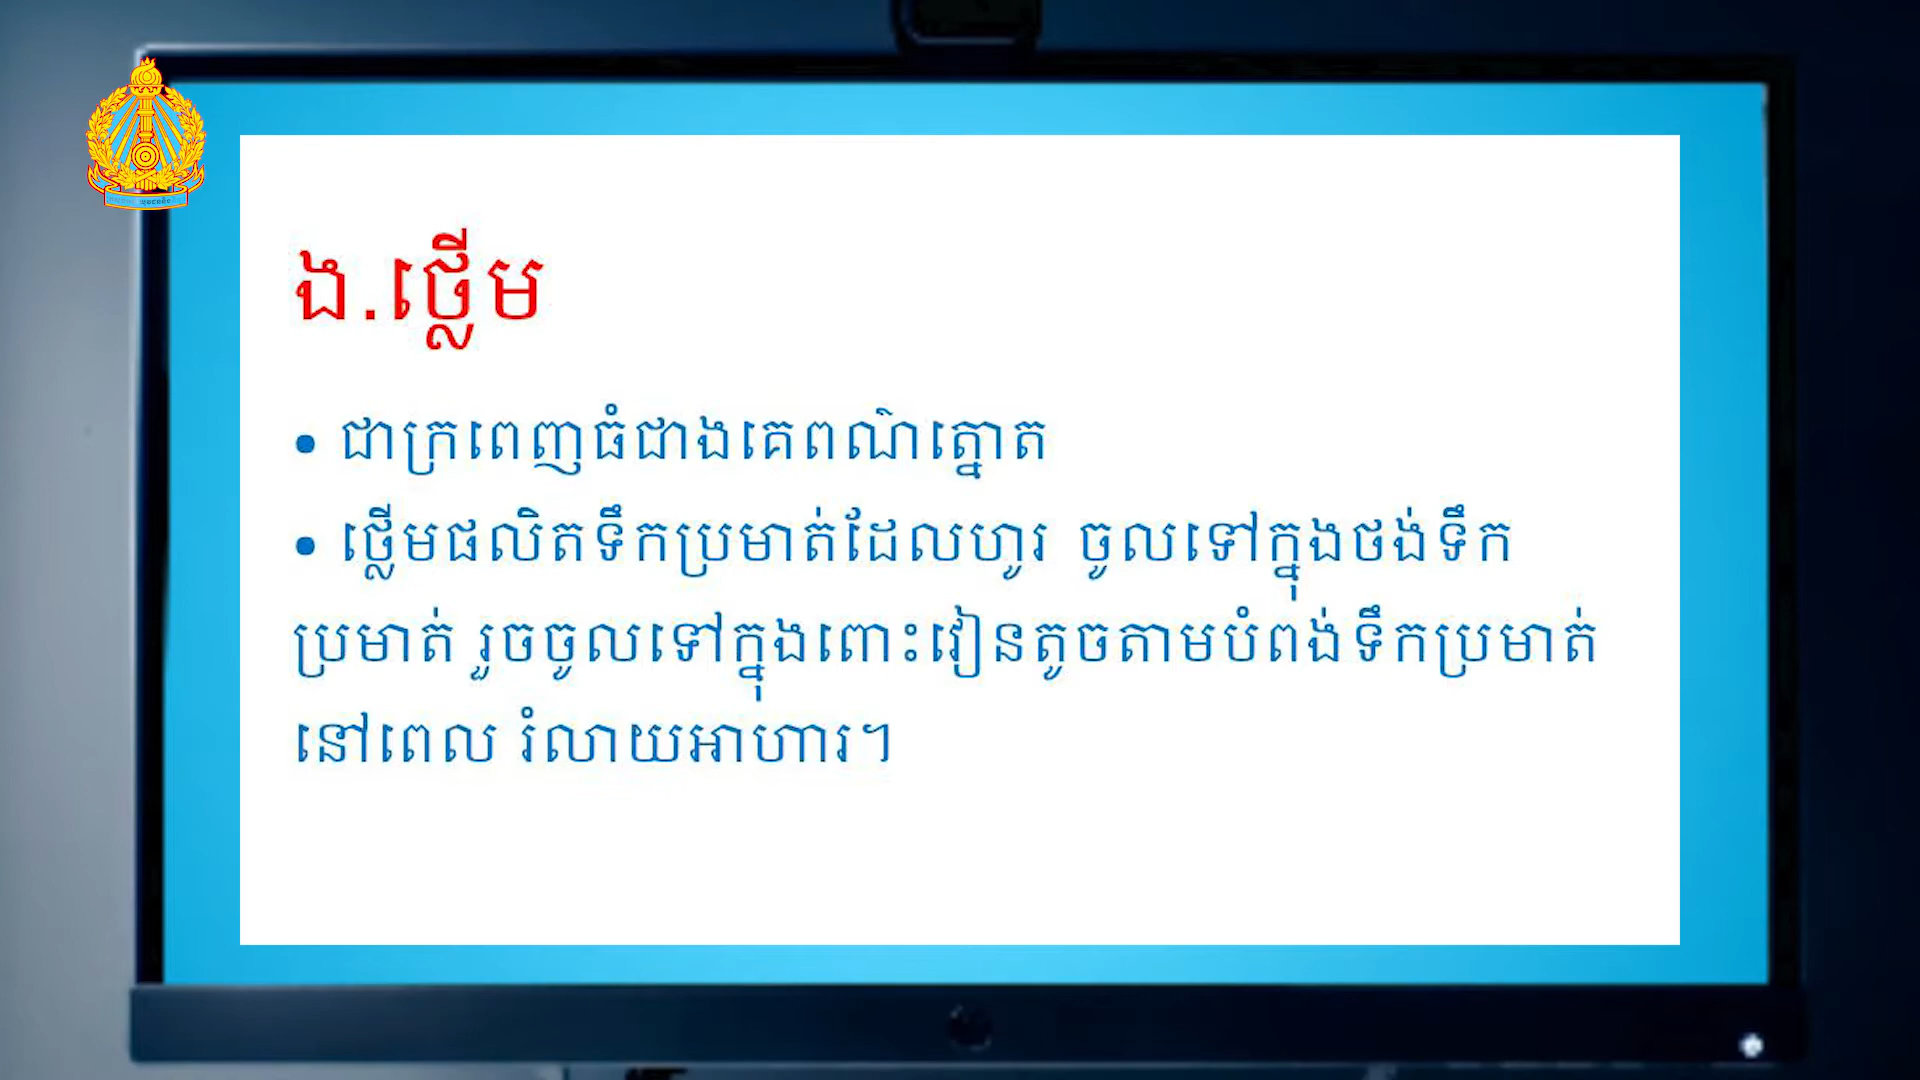 ង.ថ្លើម
• ជាក្រពេញធំជាងគេពណ៌ត្នោត
• ថ្លើមផលិតទឹកប្រមាត់ដែលហូរ ចូលទៅក្នុងថង់ទឹក
ប្រមាត់ រួចចូលទៅក្នុងពោះវៀនតូចតាមបំពង់ទឹកប្រមាត់
នៅពេល រំលាយអាហារ។